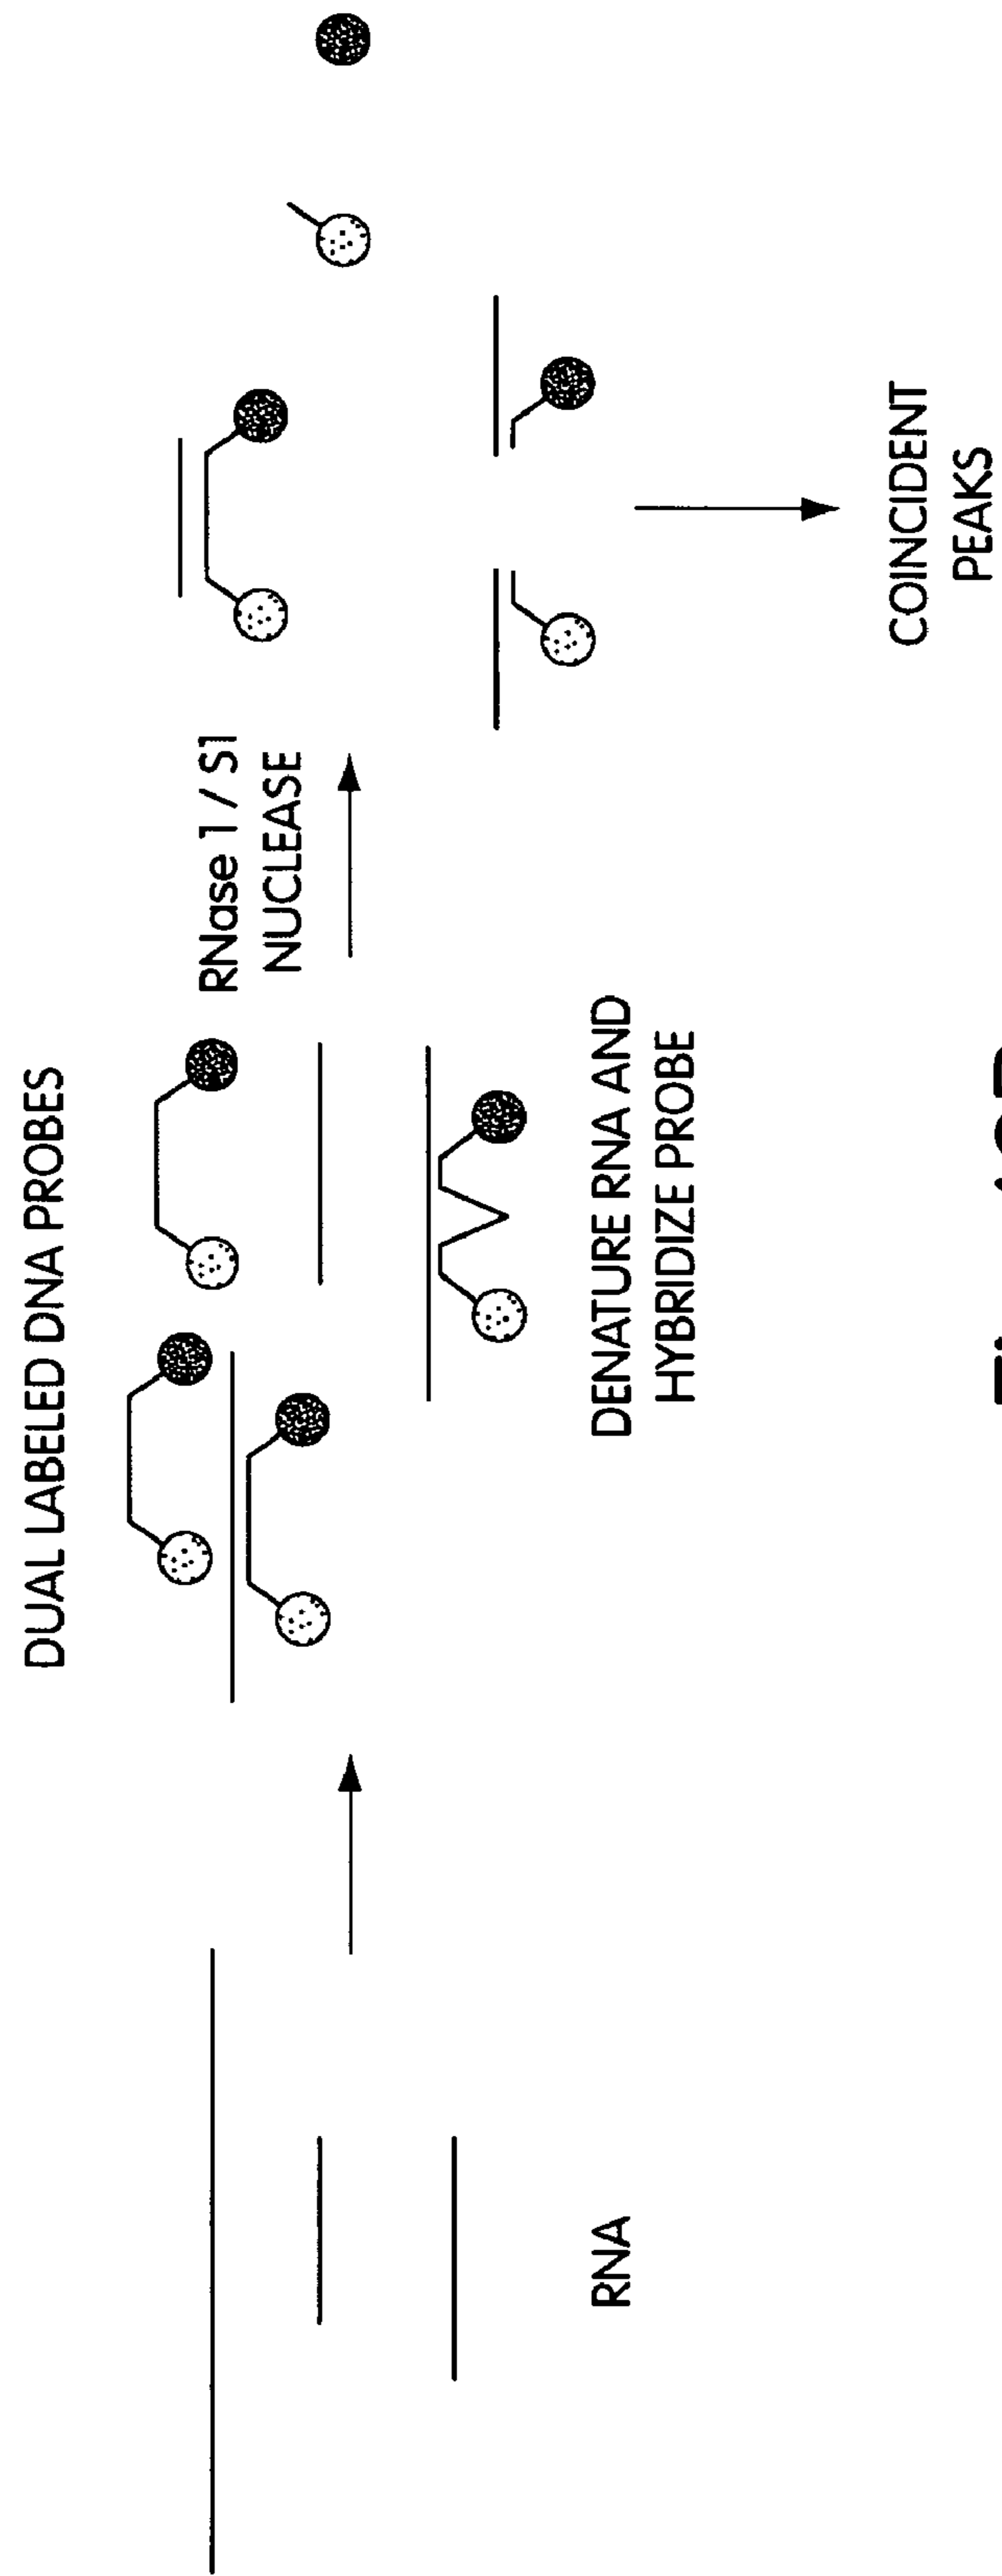 DUAL LABELED DNA PROBES
RNase 1 / S1
NUCLEASE
RNA
DENATURE RNA AND
HYBRIDIZE PROBE
COINCIDENT
PEAKS